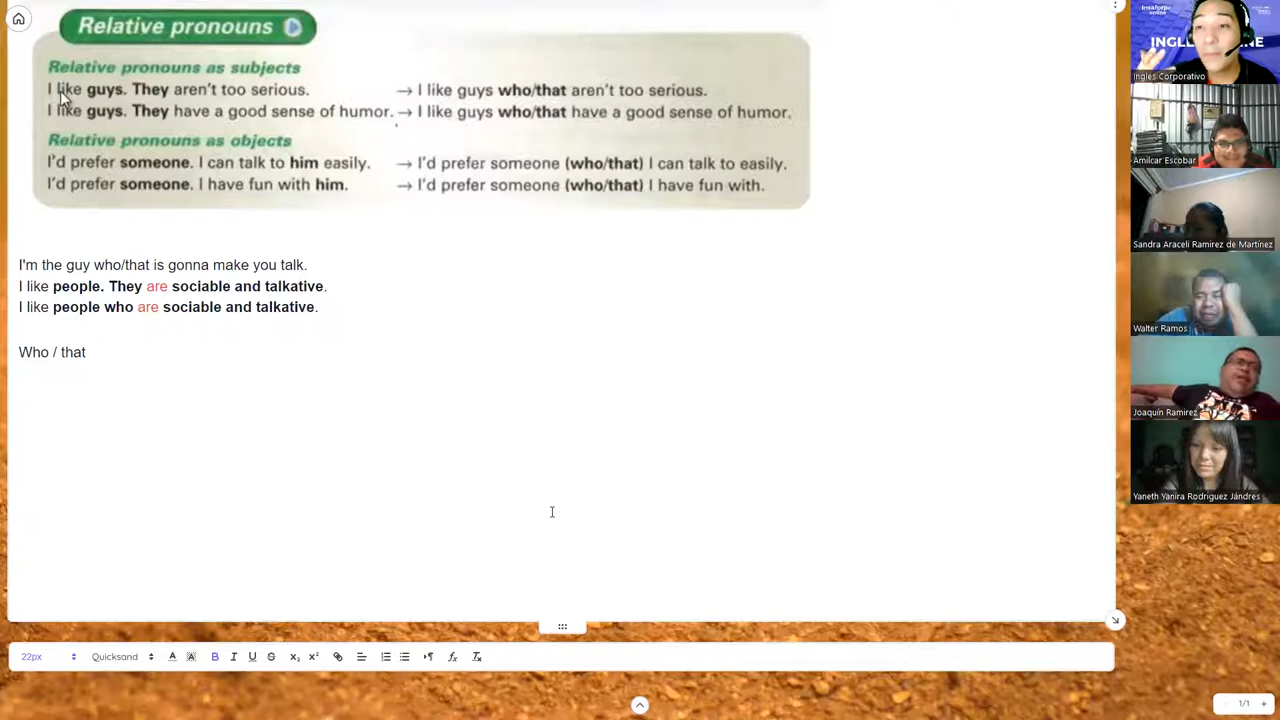 Relative pronouns
Relative pronouns as subjects
I like guys. They aren't too serious. → I like guys who/that aren't too serious.
I like guys. They have a good sense of humor. → I like guys who/that have a good sense of humor.
Relative pronouns as objects
I'd prefer someone. I can talk to him easily. → I'd prefer someone (who/that) I can talk to easily.
I'd prefer someone. I have fun with him. → I'd prefer someone (who/that) I have fun with.
I'm the guy who/that is gonna make you talk.
I like people. They are sociable and talkative.
I like people who are sociable and talkative.
Who / that
22px Quicksand
1/1
Insaforp online
Ingles Corporativo
Amilcar Escobar
Sandra Araceli Ramirez de Martínez
Walter Ramos
Joaquín Ramirez
Yaneth Yanira Rodriguez Jándres